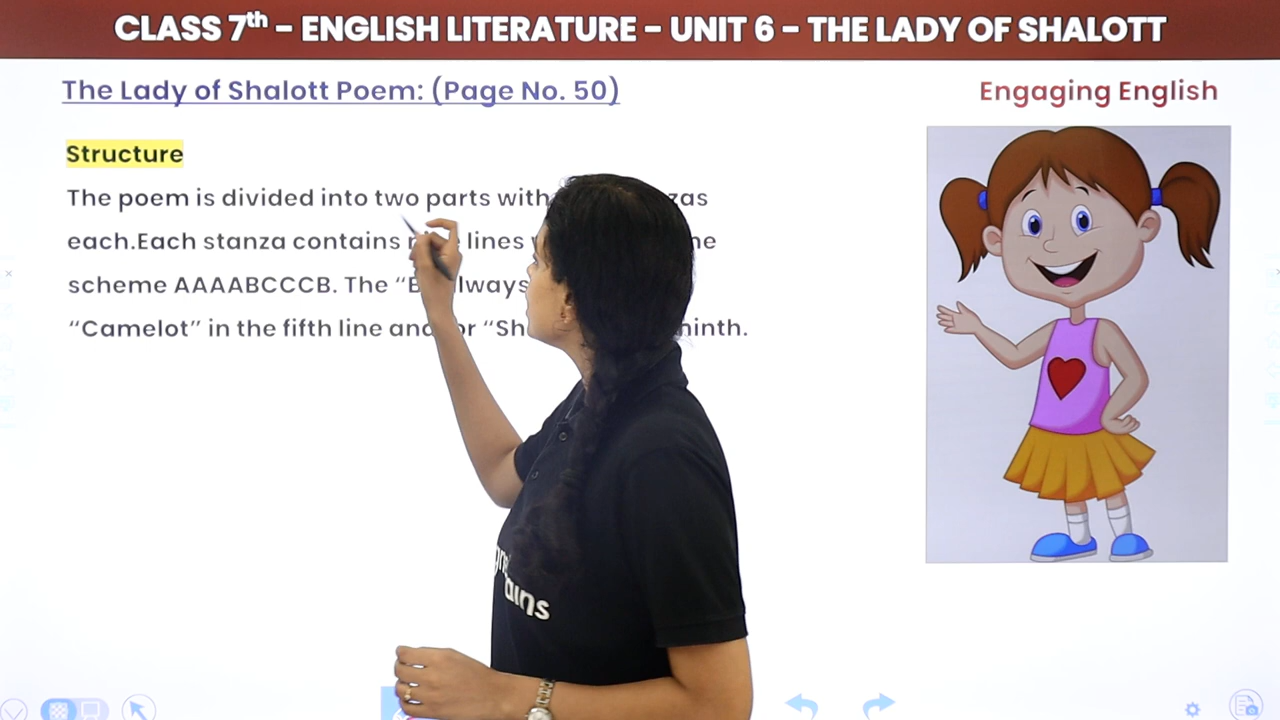 CLASS 7th – ENGLISH LITERATURE – UNIT 6 – THE LADY OF SHALOTT
The Lady of Shalott Poem: (Page No. 50)
Engaging English
Structure
The poem is divided into two parts with
each.Each stanza contains lines
scheme AAAABCCCB. The
“Camelot” in the fifth line ninth.